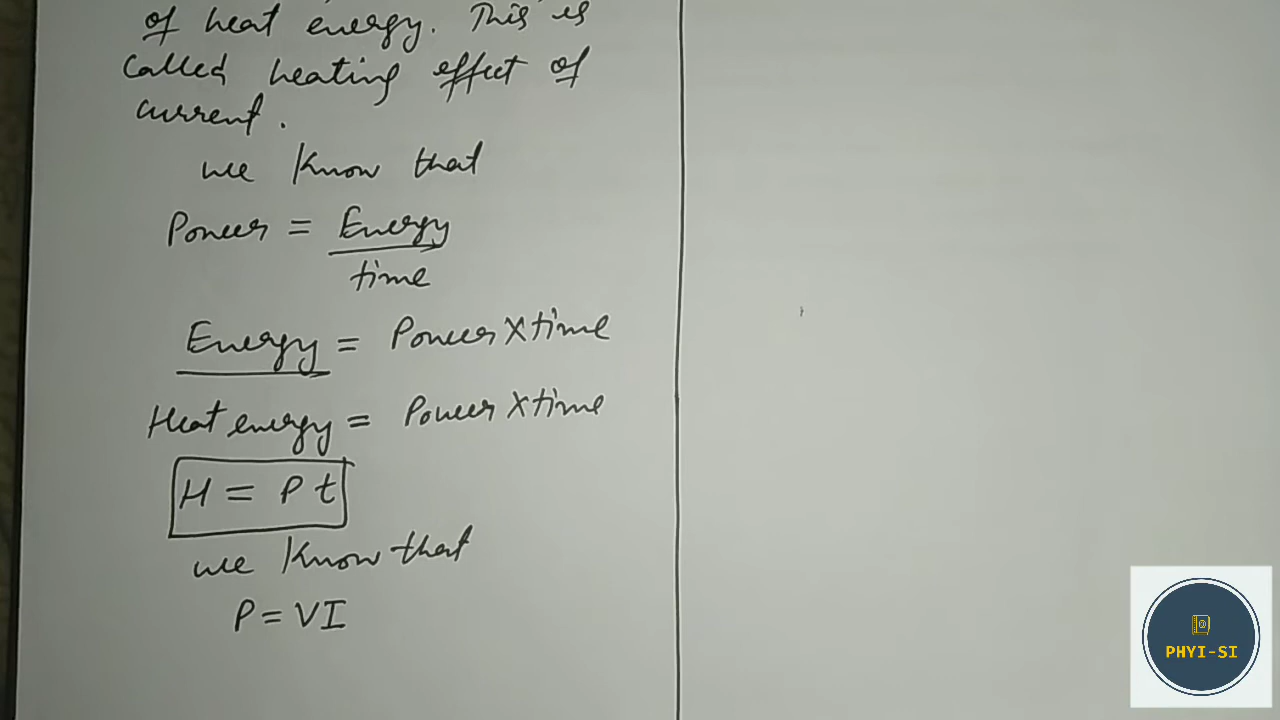 of heat energy. This is
called heating effect of
current.
we know that
Power = Energy
time
Energy = Power X time
Heat energy = Power X time
H = P t
we know that
P = VI
PHYI-SI